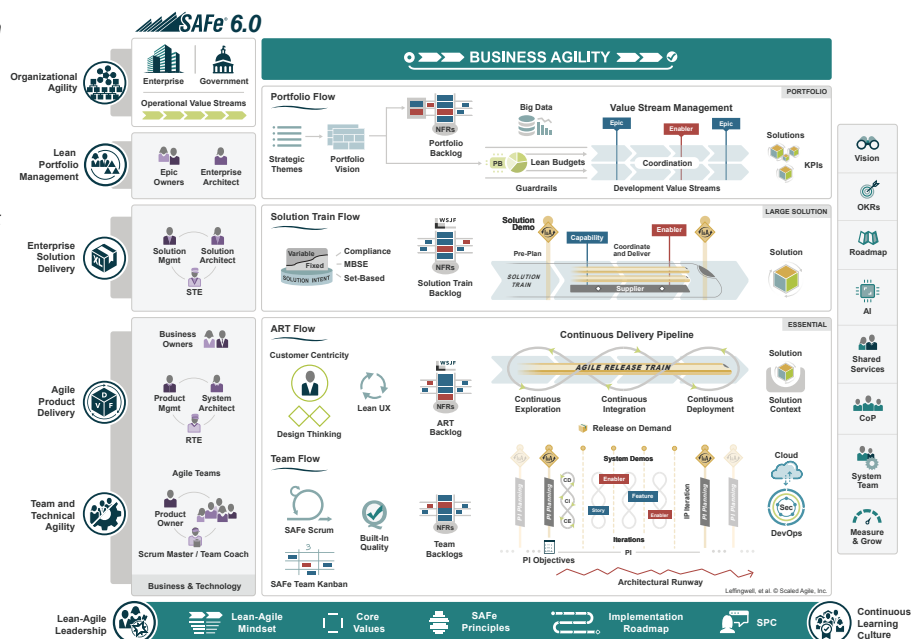 SAFe® 6.0
Organizational
Agility
Enterprise
Government
Operational Value Streams
BUSINESS AGILITY
PORTFOLIO
Portfolio Flow
Strategic
Themes
Portfolio
Vision
NFRs
Portfolio
Backlog
Big Data
PB
Lean Budgets
Guardrails
Value Stream Management
Epic
Enabler
Epic
Coordination
Development Value Streams
Solutions
KPIs
Lean
Portfolio
Management
Epic
Owners
Enterprise
Architect
Enterprise
Solution
Delivery
XL
Solution
Mgmt
Solution
Architect
STE
LARGE SOLUTION
Solution Train Flow
Variable
Fixed
SOLUTION INTENT
Compliance
MBSE
Set-Based
WSJF
NFRs
Solution Train
Backlog
Solution
Demo
Pre-Plan
Capability
Coordinate
and Deliver
Enabler
SOLUTION
TRAIN
Supplier
Solution
Agile
Product
Delivery
D
V
F
Business
Owners
Product
Mgmt
System
Architect
RTE
ESSENTIAL
ART Flow
Customer Centricity
Design Thinking
Lean UX
WSJF
NFRs
ART
Backlog
Continuous Delivery Pipeline
AGILE RELEASE TRAIN
Continuous
Exploration
Continuous
Integration
Continuous
Deployment
Release on Demand
Solution
Solution
Context
Team and
Technical
Agility
Agile Teams
Product
Owner
Scrum Master / Team Coach
Business & Technology
Team Flow
SAFe Scrum
3
SAFe Team Kanban
Built-In
Quality
NFRs
Team
Backlogs
System Demos
PI Planning
PI Planning
CD
CI
CE
Enabler
Story
Feature
Enabler
IP Iteration
PI Planning
PI Planning
Iterations
PI
PI Objectives
Architectural Runway
Cloud
Sec
DevOps
Leffingwell, et al. © Scaled Agile, Inc.
Vision
OKRs
Roadmap
AI
Shared
Services
CoP
System
Team
Measure
& Grow
Lean-Agile
Leadership
Lean-Agile
Mindset
Core
Values
SAFe
Principles
Implementation
Roadmap
SPC
Continuous
Learning
Culture